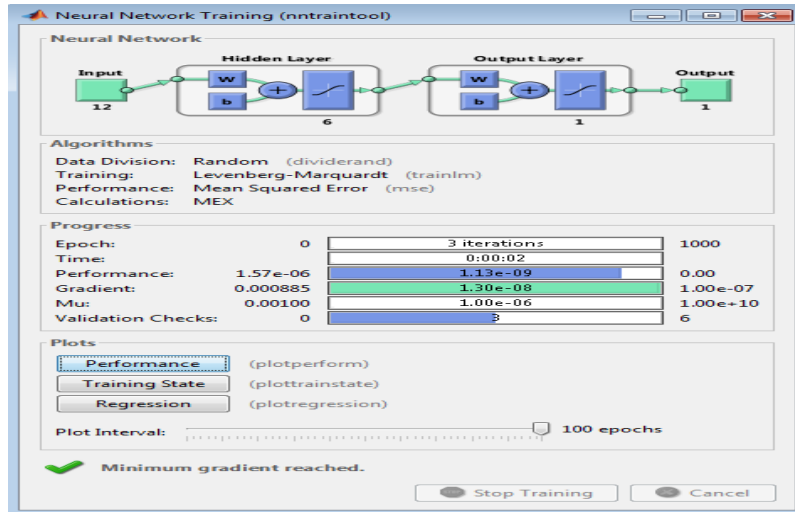 Neural Network Training (nntraintool)
Neural Network
Hidden Layer Output Layer
Input Output
W W
b b
12 6 1 1
Algorithms
Data Division: Random (dividerand)
Training: Levenberg-Marquardt (trainlm)
Performance: Mean Squared Error (mse)
Calculations: MEX
Progress
Epoch: 0 3 iterations 1000
Time: 0:00:02
Performance: 1.57e-06 1.13e-09 0.00
Gradient: 0.000885 1.30e-08 1.00e-07
Mu: 0.00100 1.00e-06 1.00e+10
Validation Checks: 0 3 6
Plots
Performance (plotperform)
Training State (plottrainstate)
Regression (plotregression)
Plot Interval: 100 epochs
Minimum gradient reached.
Stop Training Cancel